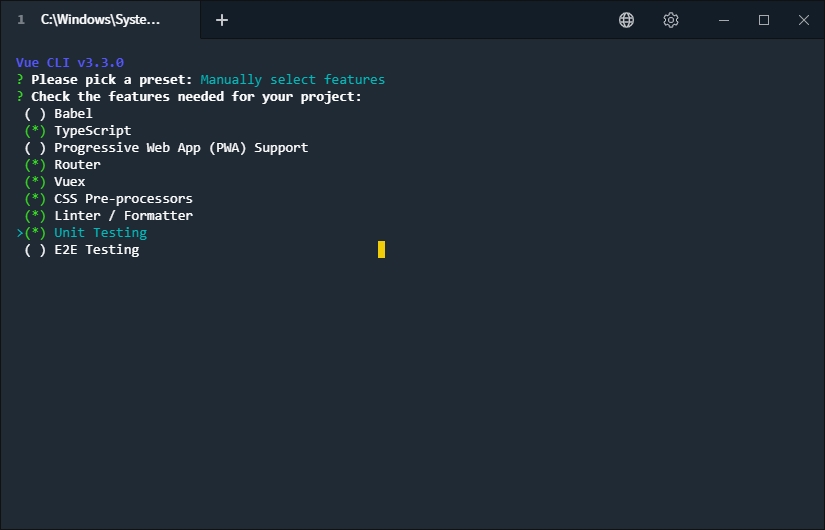 1 C:\Windows\Syste...
Vue CLI v3.3.0
? Please pick a preset: Manually select features
? Check the features needed for your project:
( ) Babel
(*) TypeScript
( ) Progressive Web App (PWA) Support
(*) Router
(*) Vuex
(*) CSS Pre-processors
(*) Linter / Formatter
>(*) Unit Testing
( ) E2E Testing